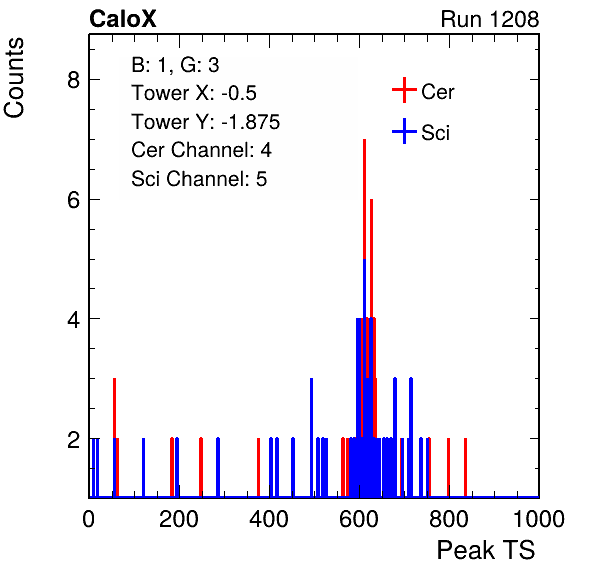 CaloX Run 1208
Counts
B: 1, G: 3
Tower X: -0.5
Tower Y: -1.875
Cer Channel: 4
Sci Channel: 5
Cer
Sci
8
6
4
2
0 200 400 600 800 1000
Peak TS